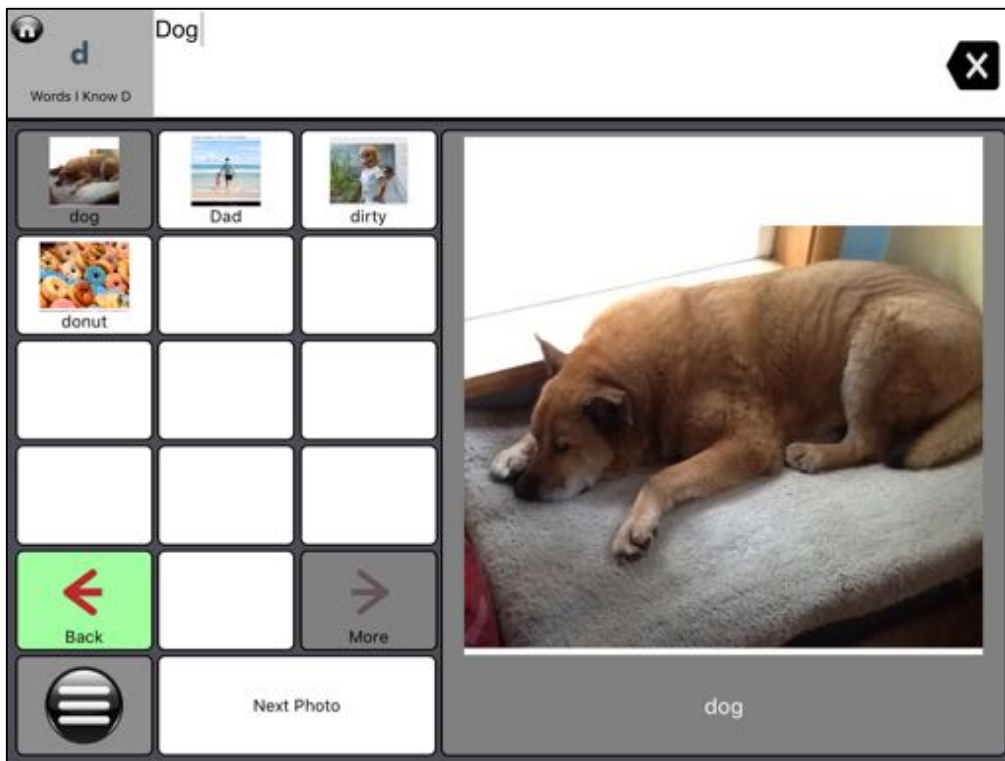 Dog
d
Words I Know D
dog
Dad
dirty
donut
Back
More
Next Photo
dog